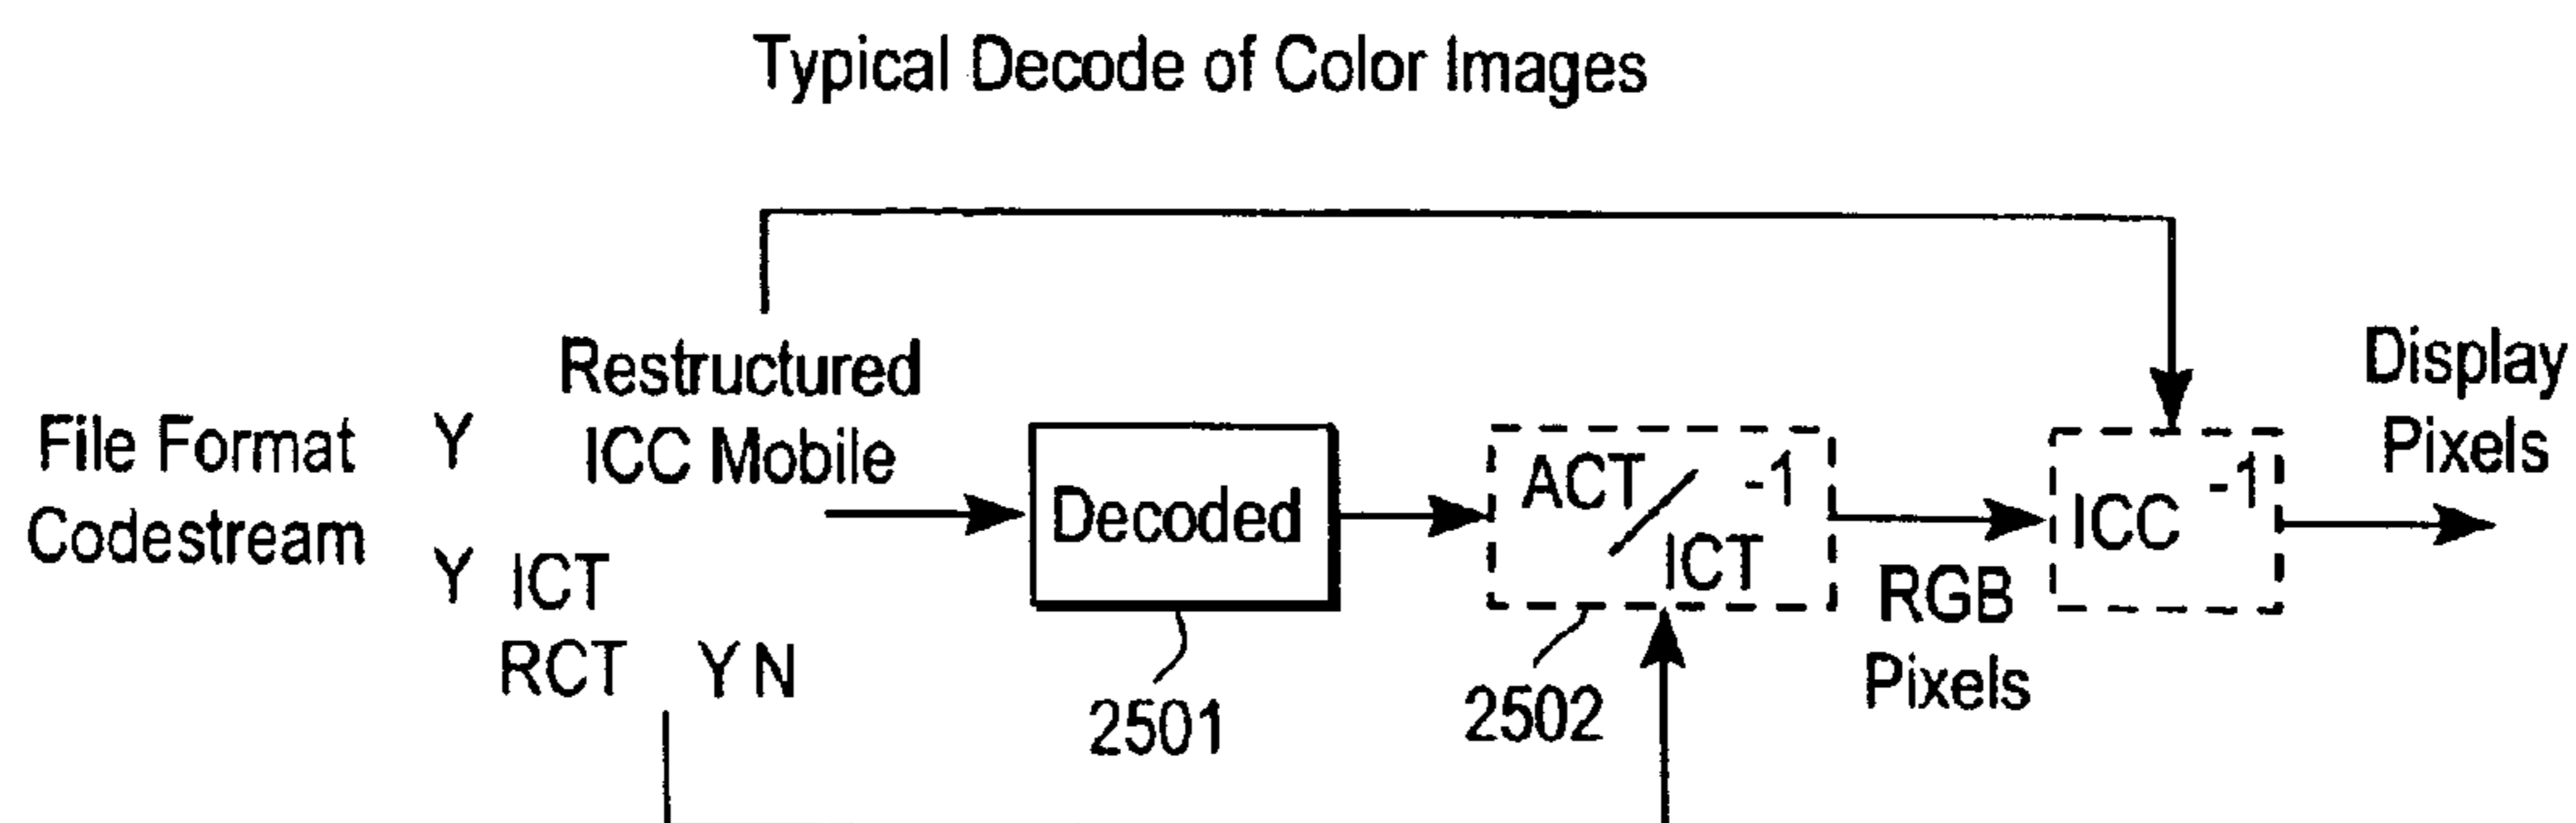 Typical Decode of Color Images
File Format Y
Codestream Y
Restructured
ICC Mobile
ICT
RCT Y N
Decoded
2501
ACT/ICT -1
2502
RGB
Pixels
ICC -1
Display
Pixels